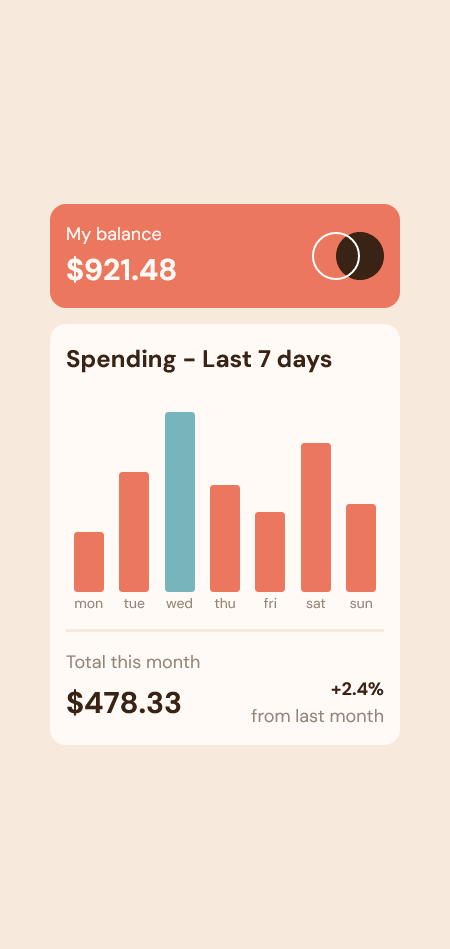 My balance
$921.48
Spending - Last 7 days
mon tue wed thu fri sat sun
Total this month
$478.33
+2.4%
from last month